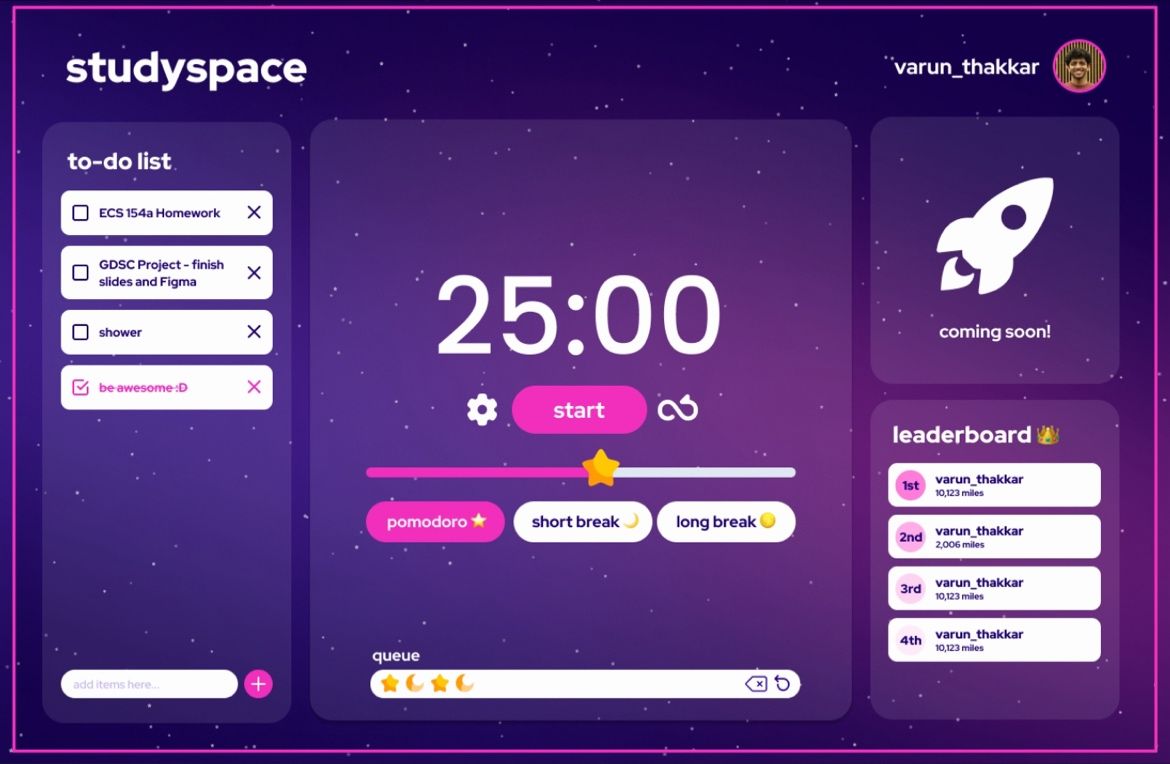 studyspace
varun_thakkar
to-do list
ECS 154a Homework
GDSC Project - finish
slides and Figma
shower
be awesome :D
add items here...
25:00
start
pomodoro
short break
long break
queue
coming soon!
leaderboard
1st
varun_thakkar
10,123 miles
2nd
varun_thakkar
2,006 miles
3rd
varun_thakkar
10,123 miles
4th
varun_thakkar
10,123 miles